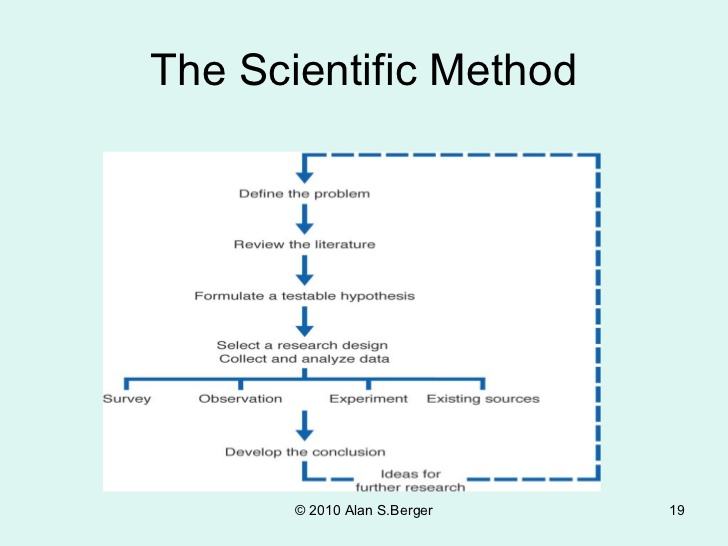 The Scientific Method
Define the problem
Review the literature
Formulate a testable hypothesis
Select a research design
Collect and analyze data
Survey Observation Experiment Existing sources
Develop the conclusion
Ideas for
further research
© 2010 Alan S.Berger 19